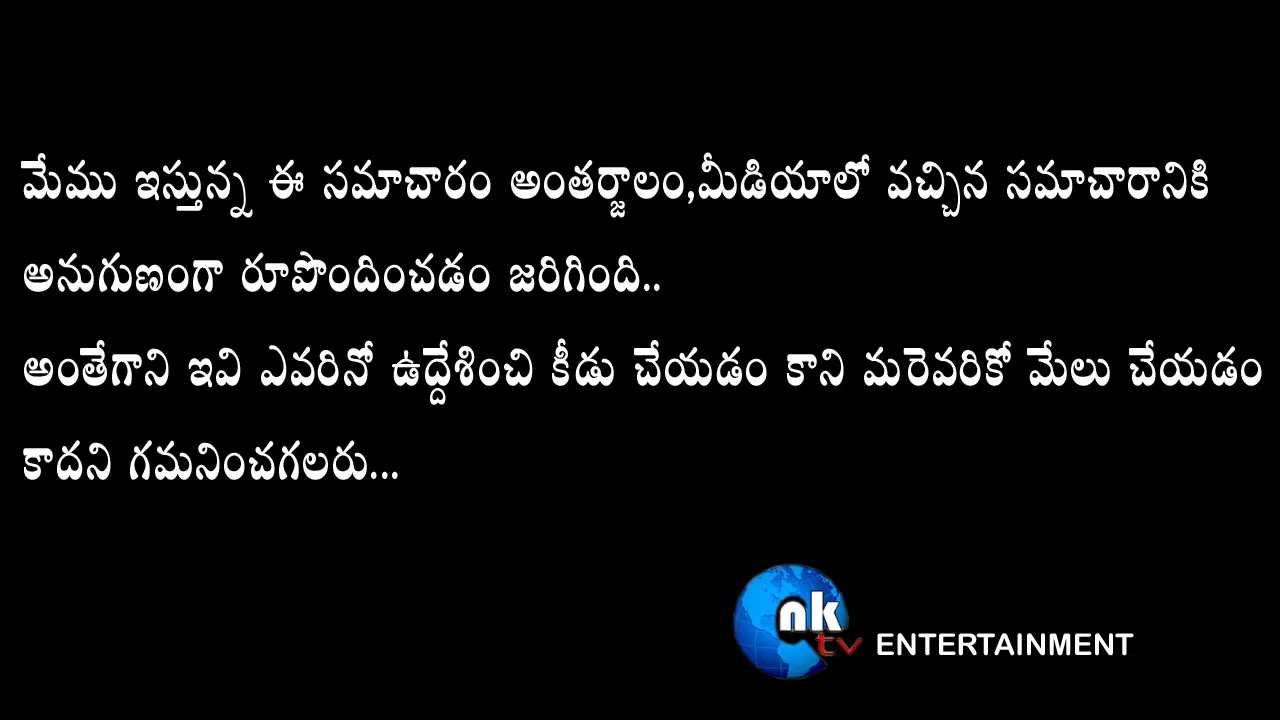 మేము ఇస్తున్న ఈ సమాచారం అంతర్జాలం,మీడియాలో వచ్చిన సమాచారానికి
అనుగుణంగా రూపొందించడం జరిగింది..
అంతేగాని ఇవి ఎవరినో ఉద్దేశించి కీడు చేయడం కాని మరెవరికో మేలు చేయడం
కాదని గమనించగలరు...
nk
tv ENTERTAINMENT